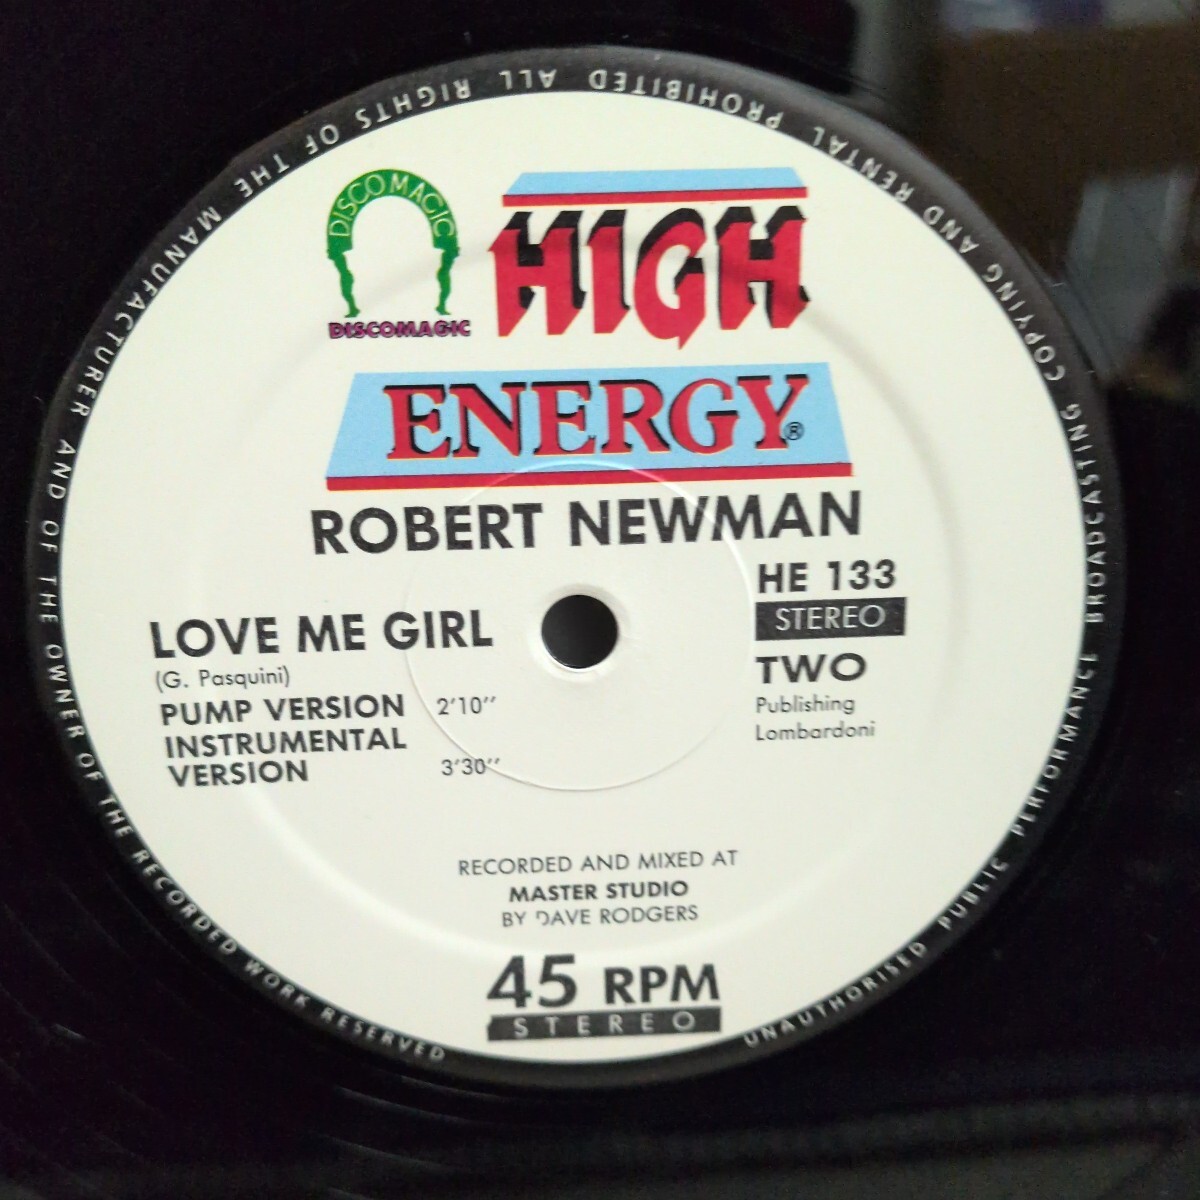 DISCOMAGIC
DISCOMAGIC
HIGH
ENERGY®
ROBERT NEWMAN
HE 133
STEREO
TWO
Publishing
Lombardoni
LOVE ME GIRL
(G. Pasquini)
PUMP VERSION 2'10''
INSTRUMENTAL
VERSION 3'30''
RECORDED AND MIXED AT
MASTER STUDIO
BY DAVE RODGERS
45 RPM
STEREO
ALL RIGHTS OF THE MANUFACTURER AND OF THE OWNER OF THE RECORDED WORK RESERVED
UNAUTHORISED PUBLIC PERFORMANCE BROADCASTING COPYING AND RENTAL PROHIBITED